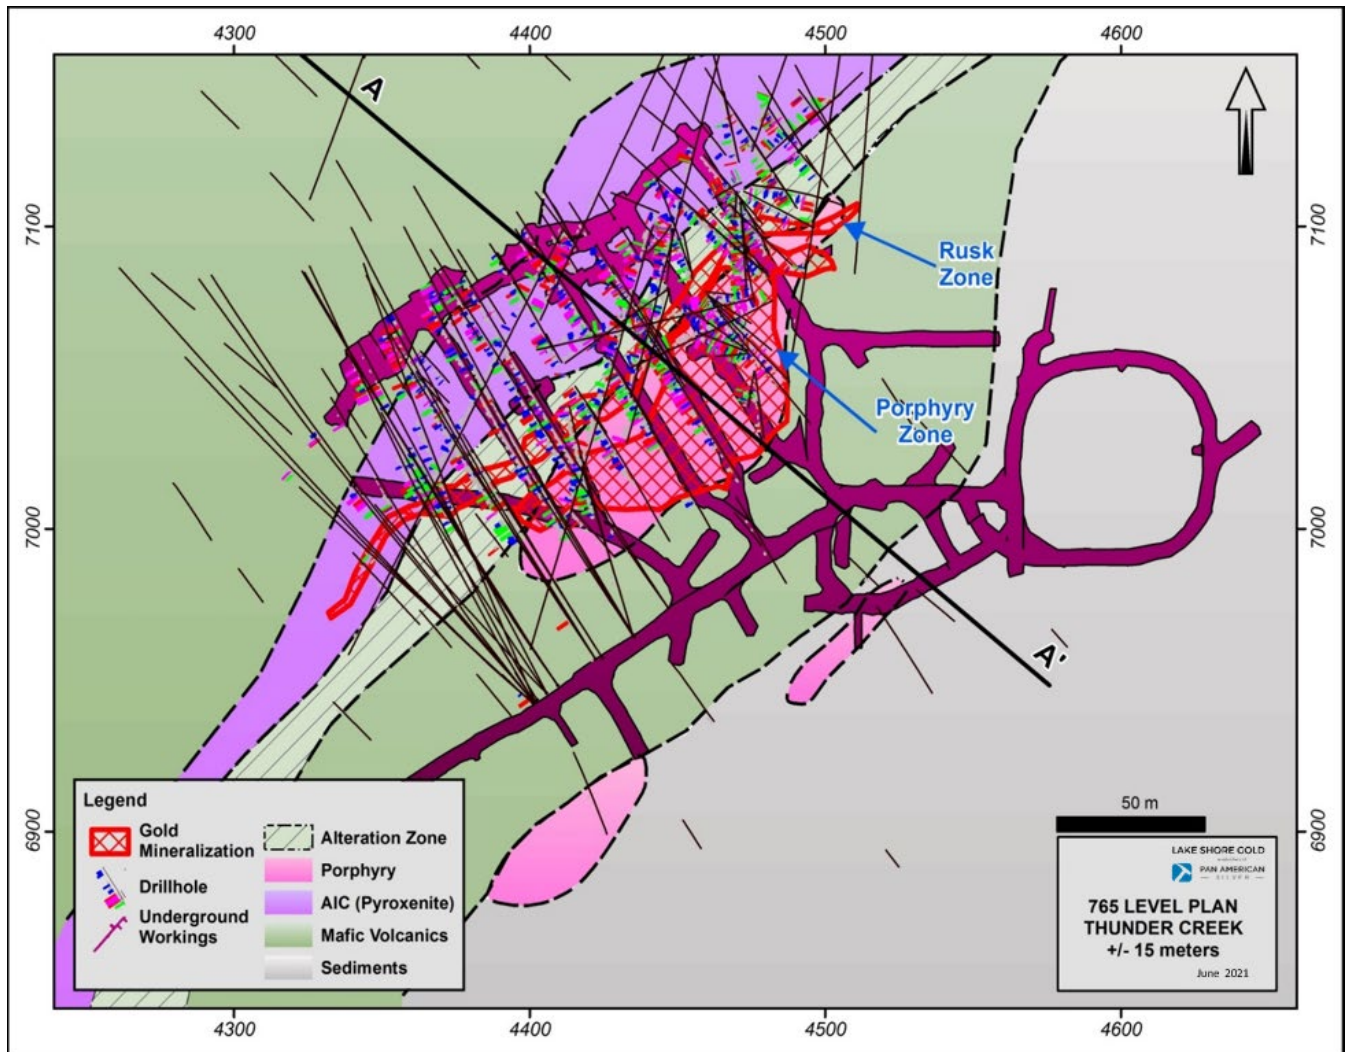 4300 4400 4500 4600
A
7100 7100
Rusk
Zone
Porphyry
Zone
7000 7000
A'
6900 6900
Legend
Gold
Mineralization
Drillhole
Underground
Workings
Alteration Zone
Porphyry
AIC (Pyroxenite)
Mafic Volcanics
Sediments
50 m
LAKE SHORE GOLD
PAN AMERICAN
SILVER
765 LEVEL PLAN
THUNDER CREEK
+/- 15 meters
June 2021
4300 4400 4500 4600